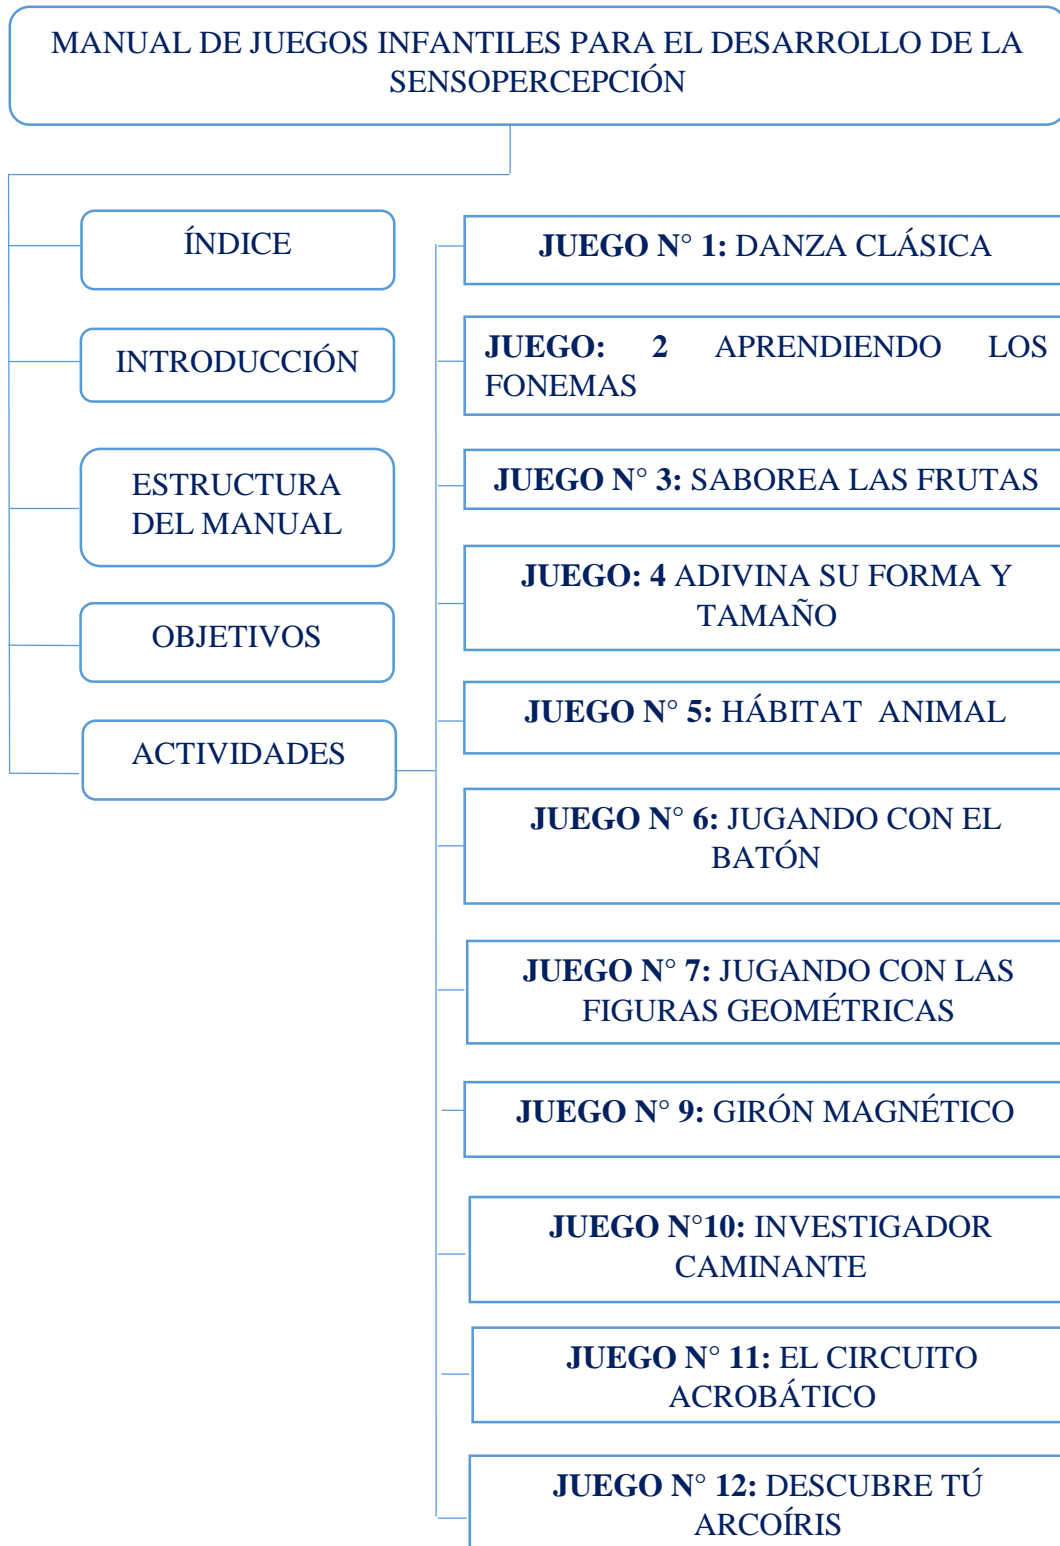 MANUAL DE JUEGOS INFANTILES PARA EL DESARROLLO DE LA
SENSOPERCEPCIÓN
ÍNDICE
INTRODUCCIÓN
ESTRUCTURA
DEL MANUAL
OBJETIVOS
ACTIVIDADES
JUEGO N° 1: DANZA CLÁSICA
JUEGO: 2 APRENDIENDO LOS
FONEMAS
JUEGO N° 3: SABOREA LAS FRUTAS
JUEGO: 4 ADIVINA SU FORMA Y
TAMAÑO
JUEGO N° 5: HÁBITAT ANIMAL
JUEGO N° 6: JUGANDO CON EL
BATÓN
JUEGO N° 7: JUGANDO CON LAS
FIGURAS GEOMÉTRICAS
JUEGO N° 9: GIRÓN MAGNÉTICO
JUEGO N°10: INVESTIGADOR
CAMINANTE
JUEGO N° 11: EL CIRCUITO
ACROBÁTICO
JUEGO N° 12: DESCUBRE TÚ
ARCOÍRIS